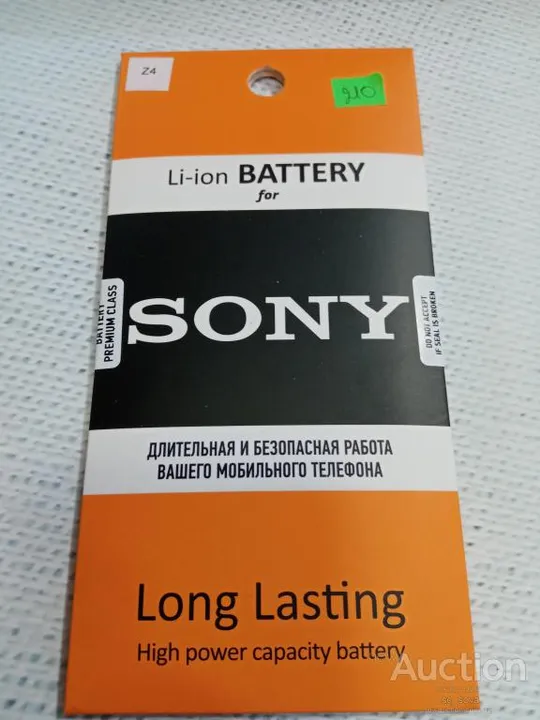 Z4
210
Li-ion BATTERY
for
BATTERY
PREMIUM CLASS
SONY
DO NOT ACCEPT
IF SEAL IS BROKEN
ДЛИТЕЛЬНАЯ И БЕЗОПАСНАЯ РАБОТА
ВАШЕГО МОБИЛЬНОГО ТЕЛЕФОНА
Long Lasting
High power capacity battery
Auction